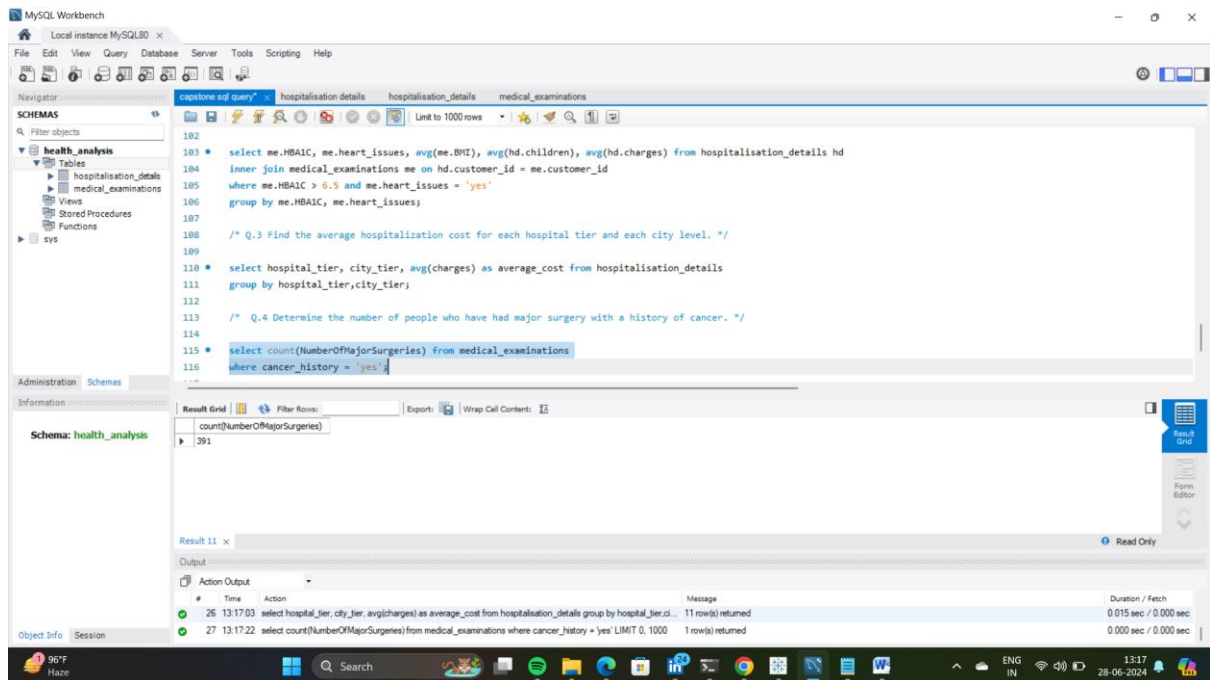 MySQL Workbench
Local instance MySQL80 ×
File Edit View Query Database Server Tools Scripting Help
Navigator
SCHEMAS
Filter objects
health_analysis
Tables
hospitalisation_details
medical_examinations
Views
Stored Procedures
Functions
sys
Administration Schemas
Information
Schema: health_analysis
Object Info Session
capstone sql query* × hospitalisation details hospitalisation_details medical_examinations
Limit to 1000 rows
102
103 select me.HBA1C, me.heart_issues, avg(me.BMI), avg(hd.children), avg(hd.charges) from hospitalisation_details hd
104 inner join medical_examinations me on hd.customer_id = me.customer_id
105 where me.HBA1C > 6.5 and me.heart_issues = 'yes'
106 group by me.HBA1C, me.heart_issues;
107
108 /* Q.3 Find the average hospitalization cost for each hospital tier and each city level. */
109
110 select hospital_tier, city_tier, avg(charges) as average_cost from hospitalisation_details
111 group by hospital_tier,city_tier;
112
113 /* Q.4 Determine the number of people who have had major surgery with a history of cancer. */
114
115 select count(NumberOfMajorSurgeries) from medical_examinations
116 where cancer_history = 'yes';
Result Grid Filter Rows: Export: Wrap Cell Content:
count(NumberOfMajorSurgeries)
391
Result Grid
Form Editor
Result 11 × Read Only
Output
Action Output
# Time Action Message Duration / Fetch
26 13:17:03 select hospital_tier, city_tier, avg(charges) as average_cost from hospitalisation_details group by hospital_tier,ci... 11 row(s) returned 0.015 sec / 0.000 sec
27 13:17:22 select count(NumberOfMajorSurgeries) from medical_examinations where cancer_history = 'yes' LIMIT 0, 1000 1 row(s) returned 0.000 sec / 0.000 sec
96°F
Haze
Search
24
ENG
IN
13:17
28-06-2024